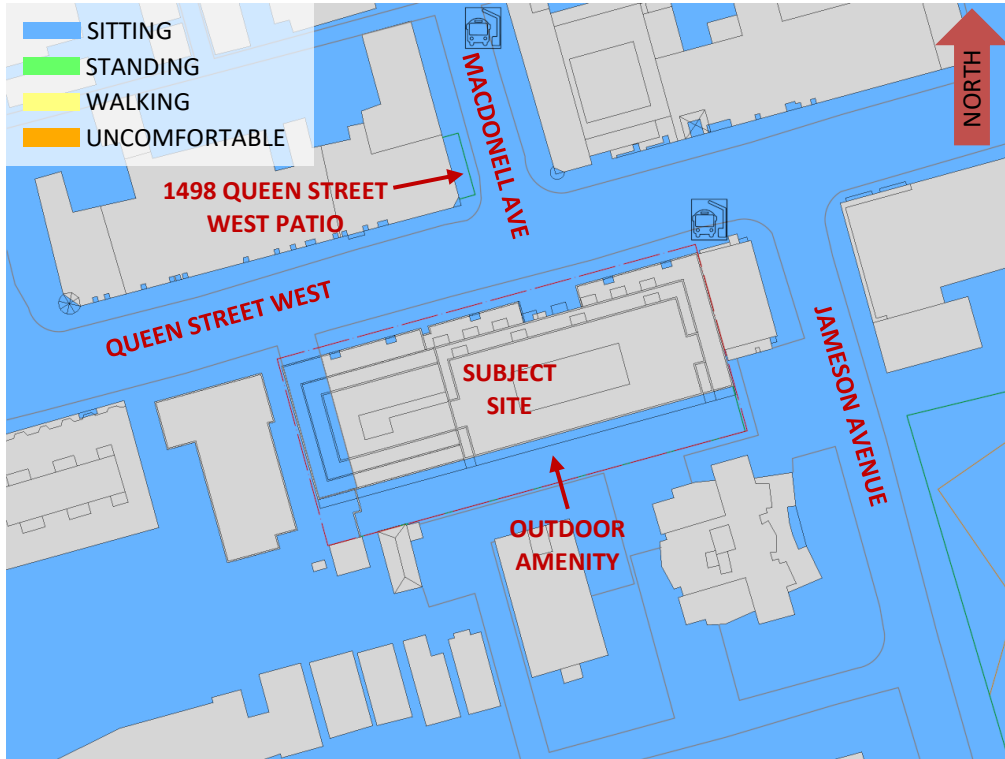 SITTING
STANDING
WALKING
UNCOMFORTABLE
NORTH
MACDONELL AVE
1498 QUEEN STREET
WEST PATIO
QUEEN STREET WEST
JAMESON AVENUE
SUBJECT
SITE
OUTDOOR
AMENITY